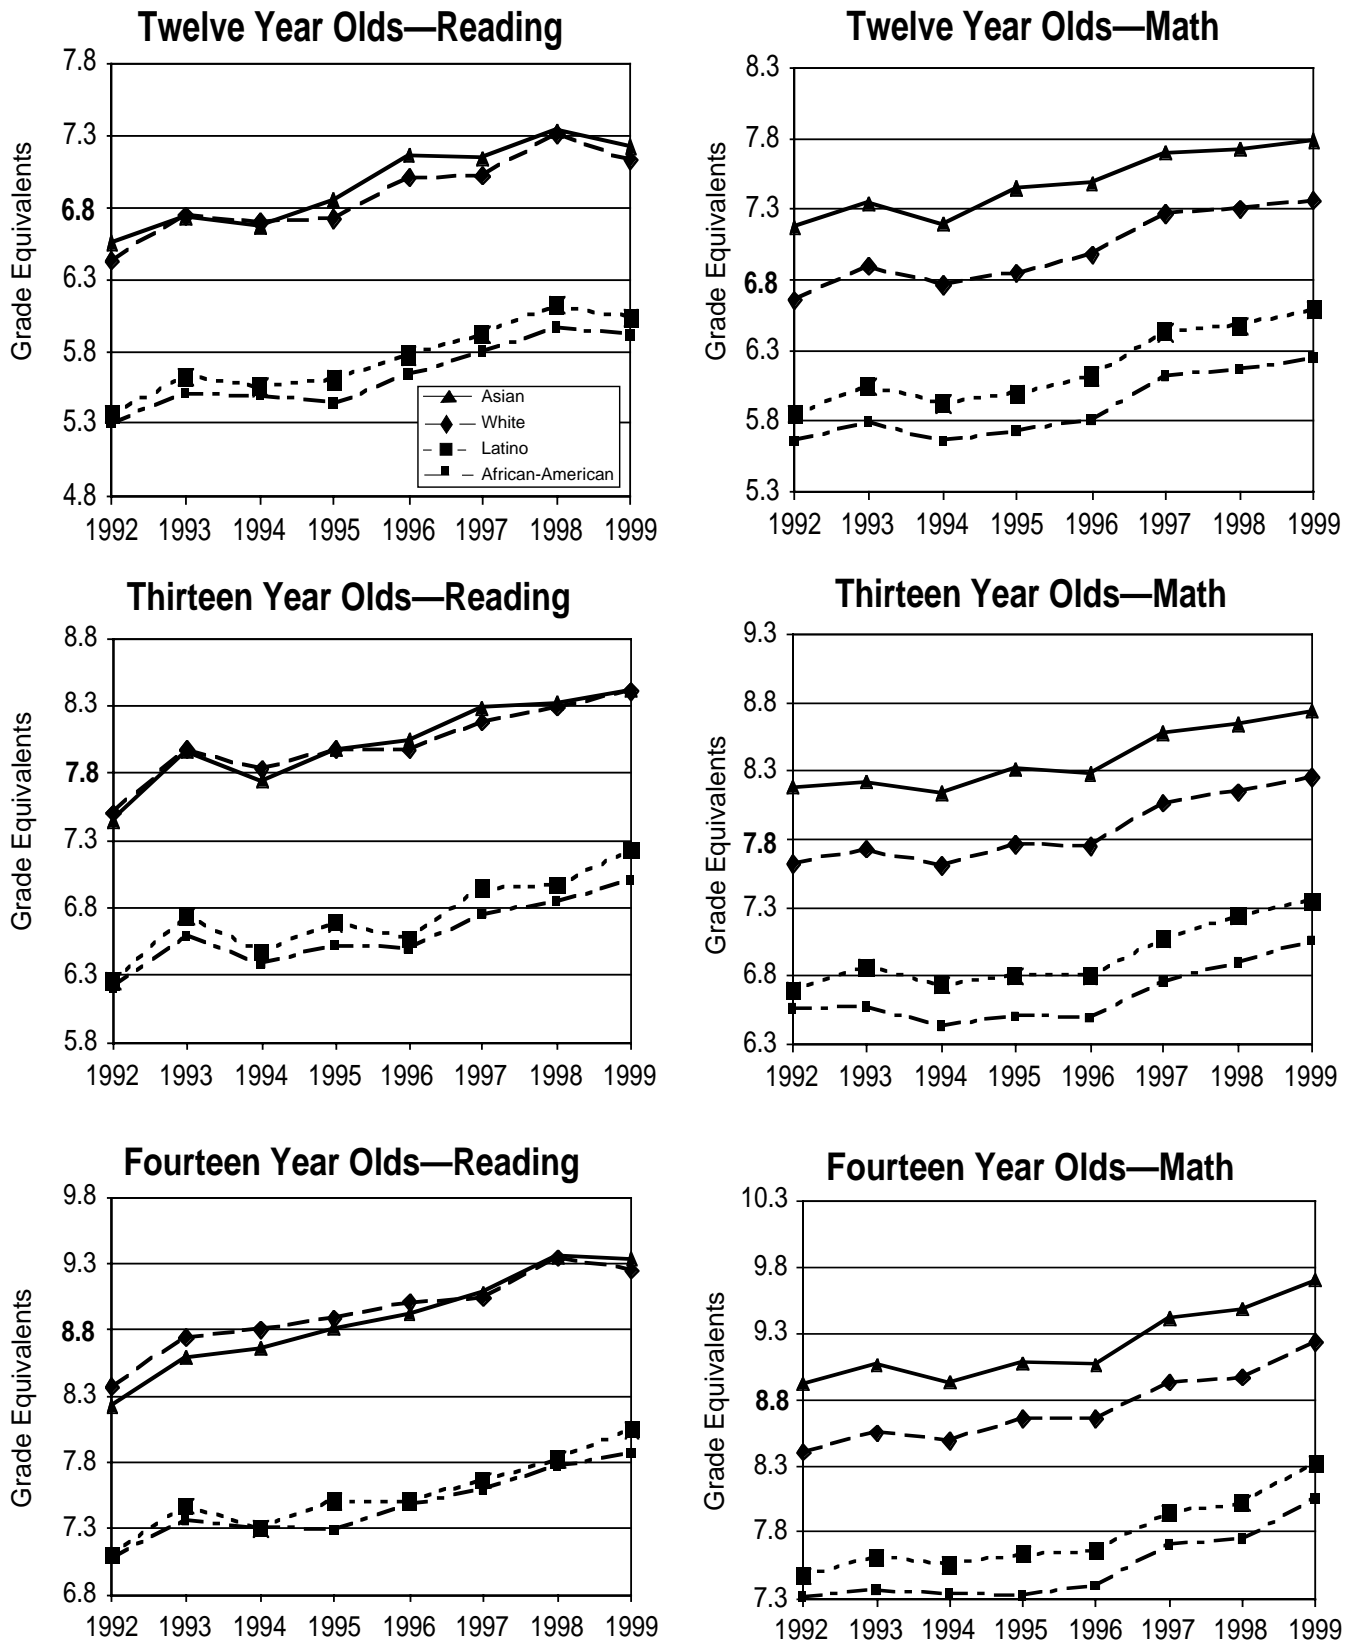 Twelve Year Olds—Reading
7.8
7.3
6.8
6.3
5.8
5.3
4.8
Grade Equivalents
Asian
White
Latino
African-American
1992 1993 1994 1995 1996 1997 1998 1999
Twelve Year Olds—Math
8.3
7.8
7.3
6.8
6.3
5.8
5.3
Grade Equivalents
1992 1993 1994 1995 1996 1997 1998 1999
Thirteen Year Olds—Reading
8.8
8.3
7.8
7.3
6.8
6.3
5.8
Grade Equivalents
1992 1993 1994 1995 1996 1997 1998 1999
Thirteen Year Olds—Math
9.3
8.8
8.3
7.8
7.3
6.8
6.3
Grade Equivalents
1992 1993 1994 1995 1996 1997 1998 1999
Fourteen Year Olds—Reading
9.8
9.3
8.8
8.3
7.8
7.3
6.8
Grade Equivalents
1992 1993 1994 1995 1996 1997 1998 1999
Fourteen Year Olds—Math
10.3
9.8
9.3
8.8
8.3
7.8
7.3
Grade Equivalents
1992 1993 1994 1995 1996 1997 1998 1999